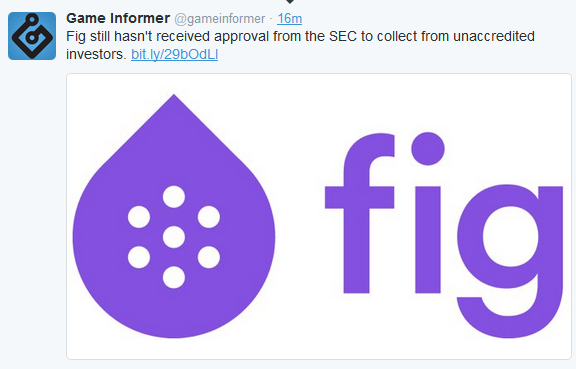 Game Informer @gameinformer · 16m
Fig still hasn't received approval from the SEC to collect from unaccredited
investors. bit.ly/29bOdLl
fig